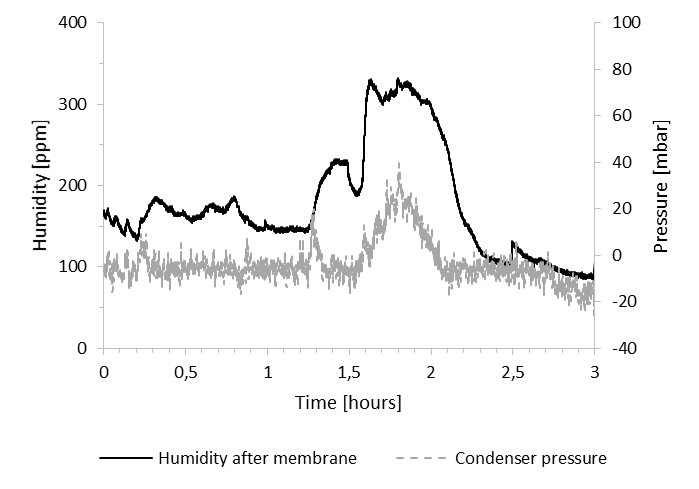 400
300
200
100
0
Humidity [ppm]
100
80
60
40
20
0
-20
-40
Pressure [mbar]
0 0,5 1 1,5 2 2,5 3
Time [hours]
Humidity after membrane Condenser pressure